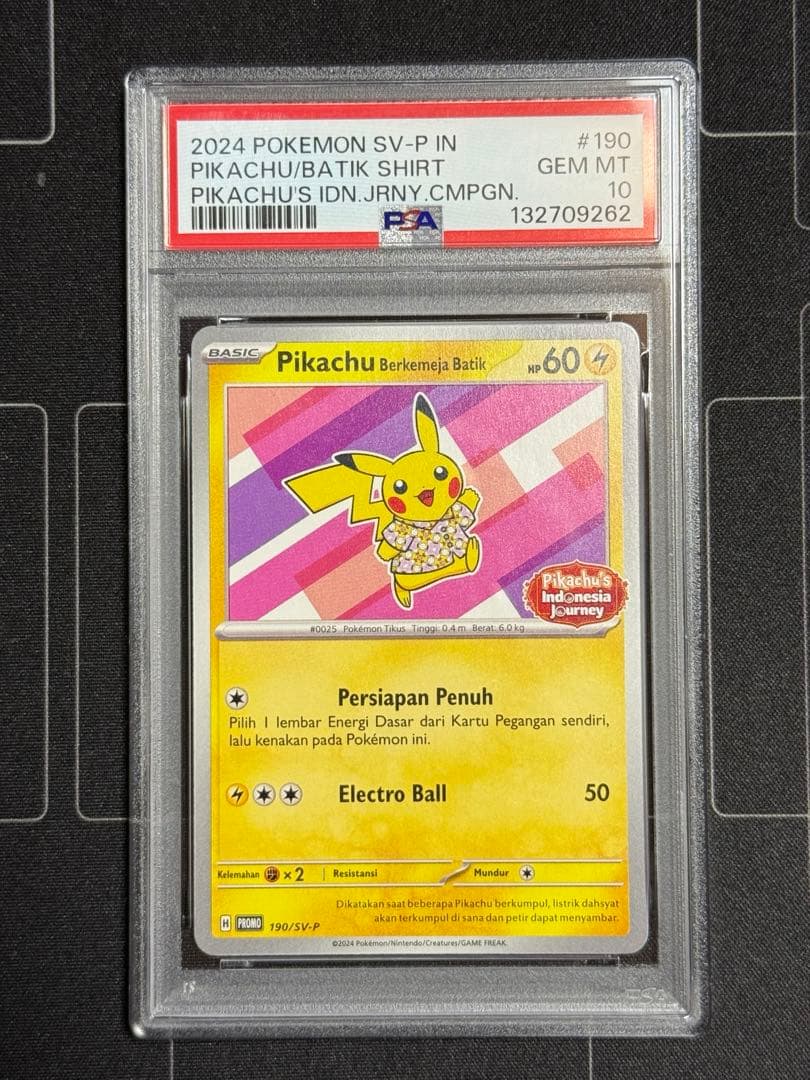 2024 POKEMON SV-P IN #190
PIKACHU/BATIK SHIRT GEM MT
PIKACHU'S IDN.JRNY.CMPGN. 10
PSA 132709262
BASIC Pikachu Berkemeja Batik HP 60
Pikachu's
Indonesia
Journey
#0025 Pokémon Tikus Tinggi: 0.4 m Berat: 6.0 kg
Persiapan Penuh
Pilih 1 lembar Energi Dasar dari Kartu Pegangan sendiri,
lalu kenakan pada Pokémon ini.
Electro Ball 50
Kelemahan ×2 Resistansi Mundur
Dikatakan saat beberapa Pikachu berkumpul, listrik dahsyat
akan terkumpul di sana dan petir dapat menyambar.
H PROMO 190/SV-P
©2024 Pokémon/Nintendo/Creatures/GAME FREAK.
PSA